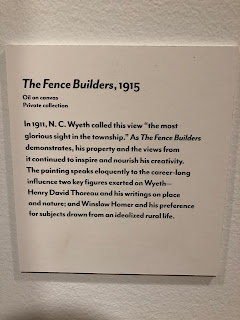 The Fence Builders, 1915
Oil on canvas
Private collection
In 1911, N. C. Wyeth called this view “the most
glorious sight in the township.” As The Fence Builders
demonstrates, his property and the views from
it continued to inspire and nourish his creativity.
The painting speaks eloquently to the career-long
influence two key figures exerted on Wyeth—
Henry David Thoreau and his writings on place
and nature; and Winslow Homer and his preference
for subjects drawn from an idealized rural life.